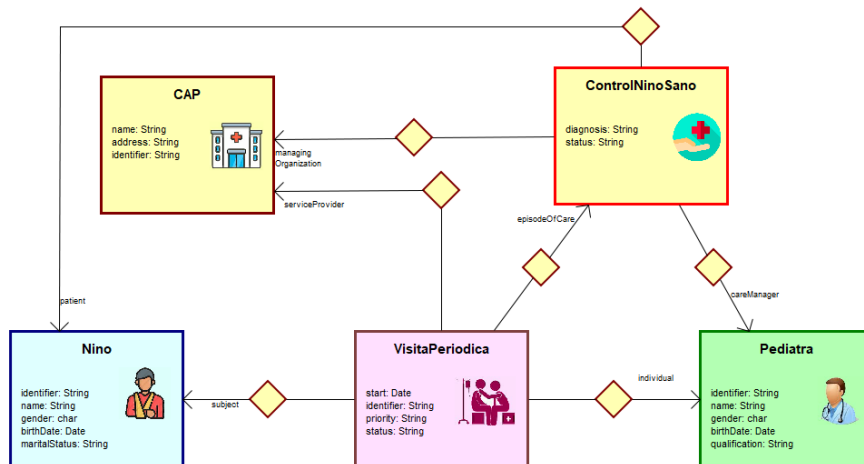 CAP
name: String
address: String
identifier: String
ControlNinoSano
diagnosis: String
status: String
managing
Organization
serviceProvider
episodeOfCare
careManager
patient
Nino
identifier: String
name: String
gender: char
birthDate: Date
maritalStatus: String
subject
VisitaPeriodica
start: Date
identifier: String
priority: String
status: String
individual
Pediatra
identifier: String
name: String
gender: char
birthDate: Date
qualification: String